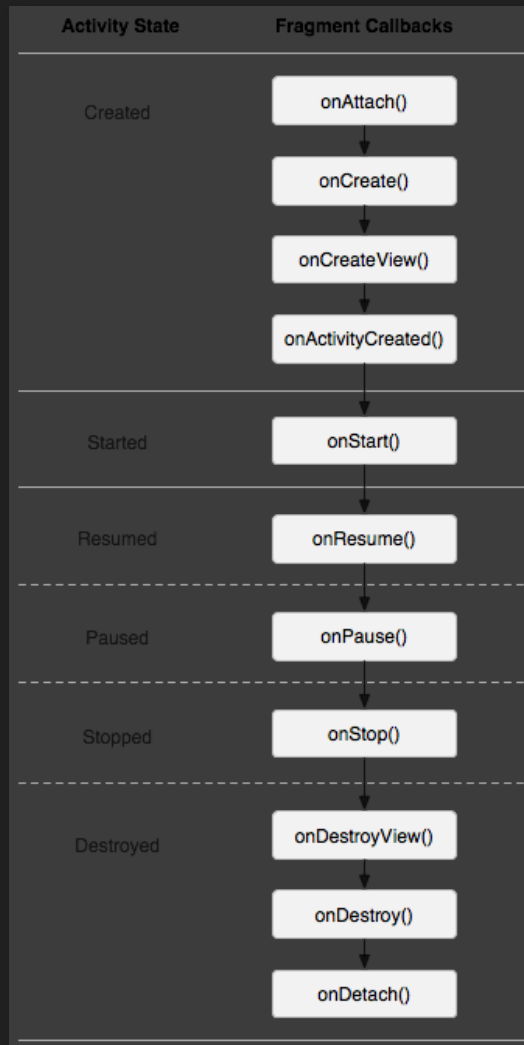 Activity State Fragment Callbacks
Created
onAttach()
onCreate()
onCreateView()
onActivityCreated()
Started
onStart()
Resumed
onResume()
Paused
onPause()
Stopped
onStop()
Destroyed
onDestroyView()
onDestroy()
onDetach()